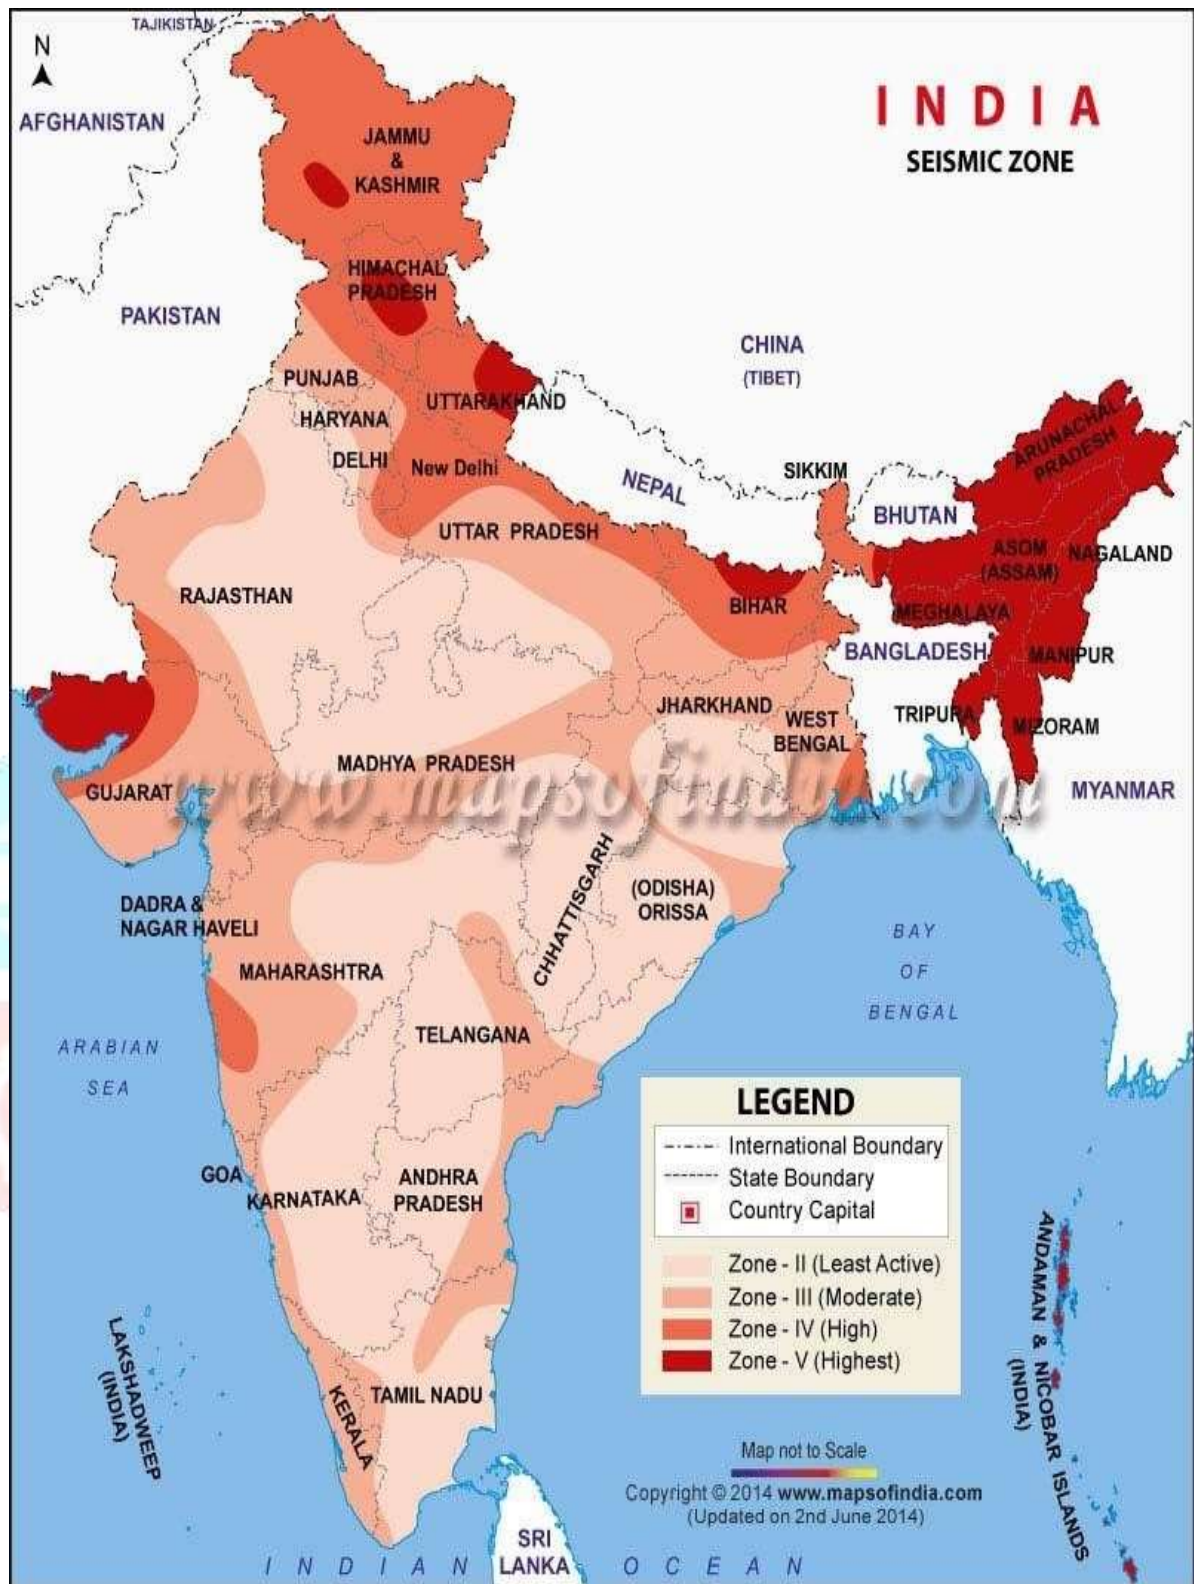 TAJIKISTAN
N
AFGHANISTAN
INDIA
SEISMIC ZONE
JAMMU
&
KASHMIR
HIMACHAL
PRADESH
PAKISTAN
CHINA
(TIBET)
PUNJAB
UTTARAKHAND
HARYANA
DELHI
New Delhi
NEPAL
SIKKIM
ARUNACHAL
PRADESH
BHUTAN
UTTAR PRADESH
ASOM
(ASSAM)
NAGALAND
RAJASTHAN
BIHAR
MEGHALAYA
BANGLADESH
MANIPUR
JHARKHAND
WEST
BENGAL
TRIPURA
MIZORAM
MADHYA PRADESH
GUJARAT
www.mapsofindia.com
MYANMAR
CHHATTISGARH
(ODISHA)
ORISSA
DADRA &
NAGAR HAVELI
MAHARASHTRA
BAY
OF
BENGAL
ARABIAN
SEA
TELANGANA
GOA
KARNATAKA
ANDHRA
PRADESH
LEGEND
International Boundary
State Boundary
Country Capital
Zone - II (Least Active)
Zone - III (Moderate)
Zone - IV (High)
Zone - V (Highest)
ANDAMAN & NICOBAR ISLANDS
(INDIA)
LAKSHADWEEP
(INDIA)
KERALA
TAMIL NADU
Map not to Scale
Copyright © 2014 www.mapsofindia.com
(Updated on 2nd June 2014)
SRI
LANKA
INDIAN OCEAN